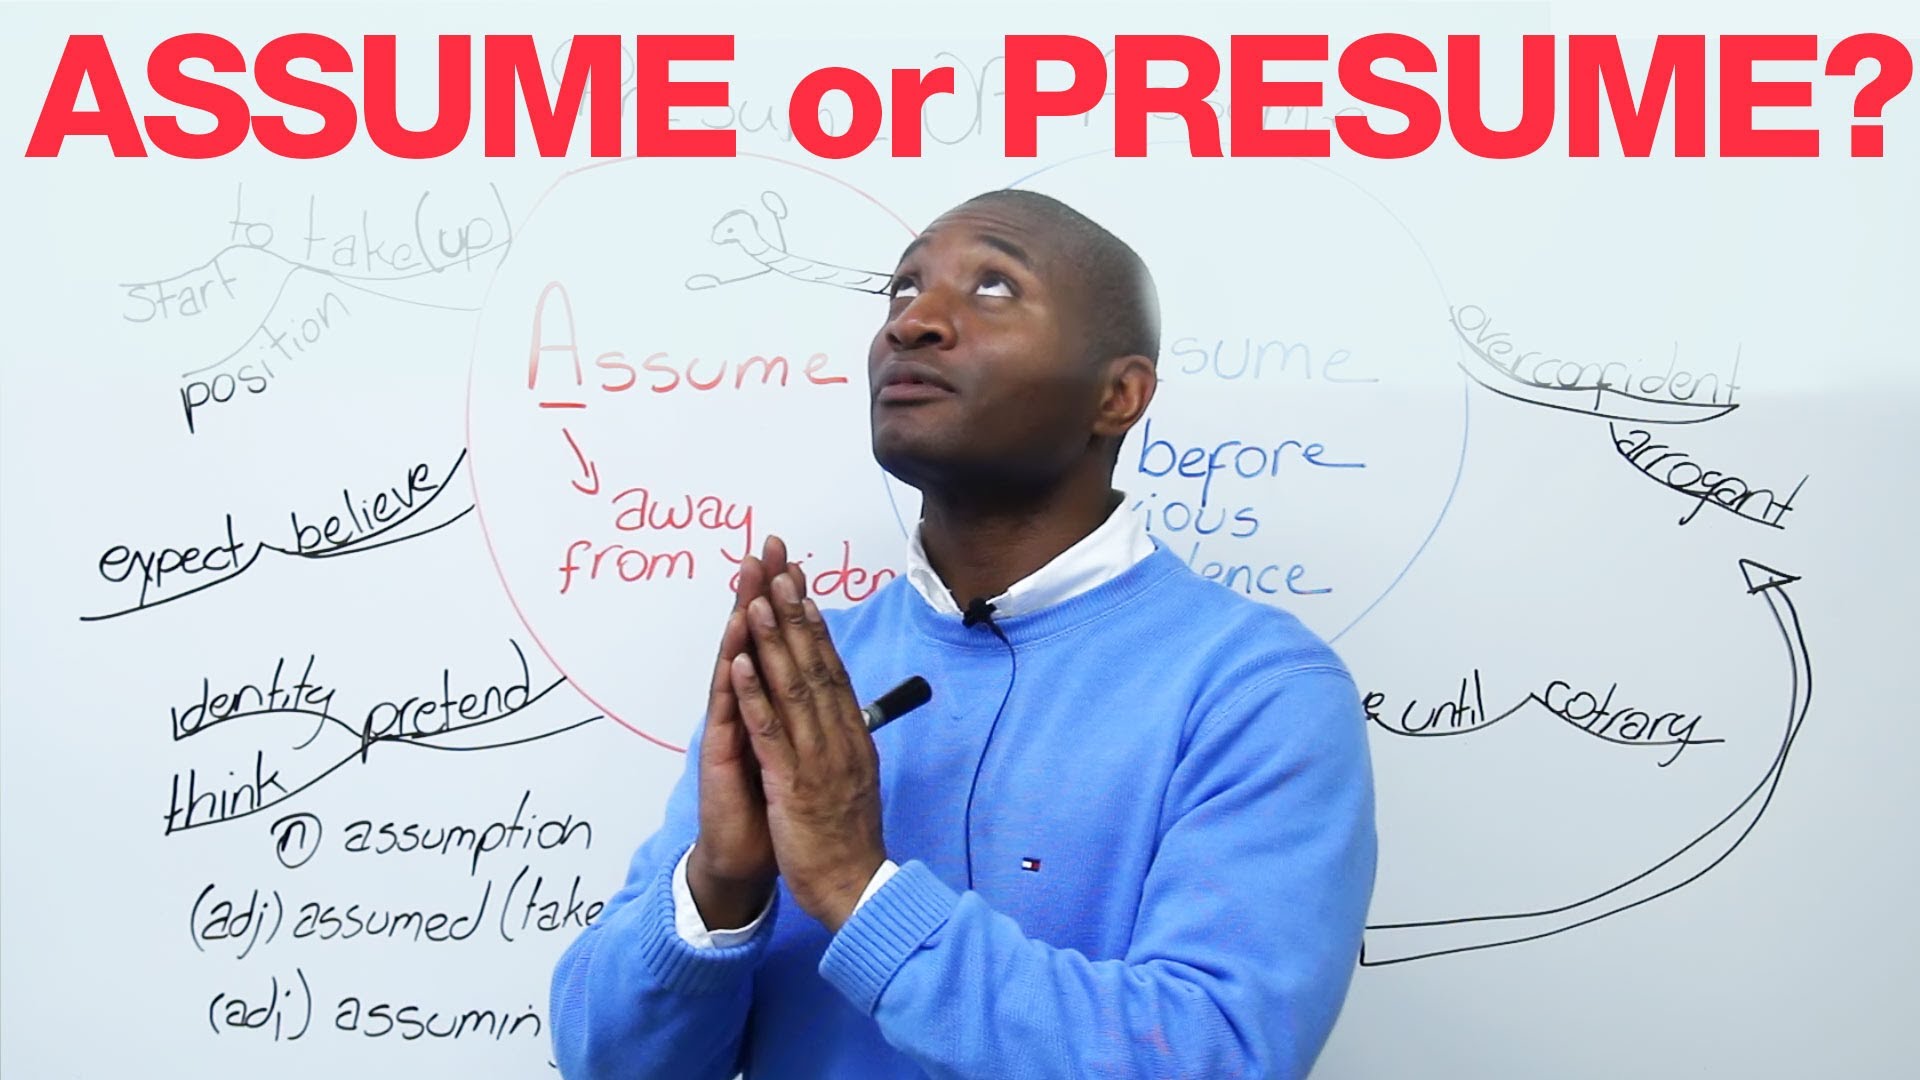 ASSUME or PRESUME?
to take (up)
start
position
expect believe
identity pretend
think
(n) assumption
(adj) assumed (take
(adj) assumin
Assume
away
from
sume
before
ious
ence
overconfident
arrogant
e until cotrary